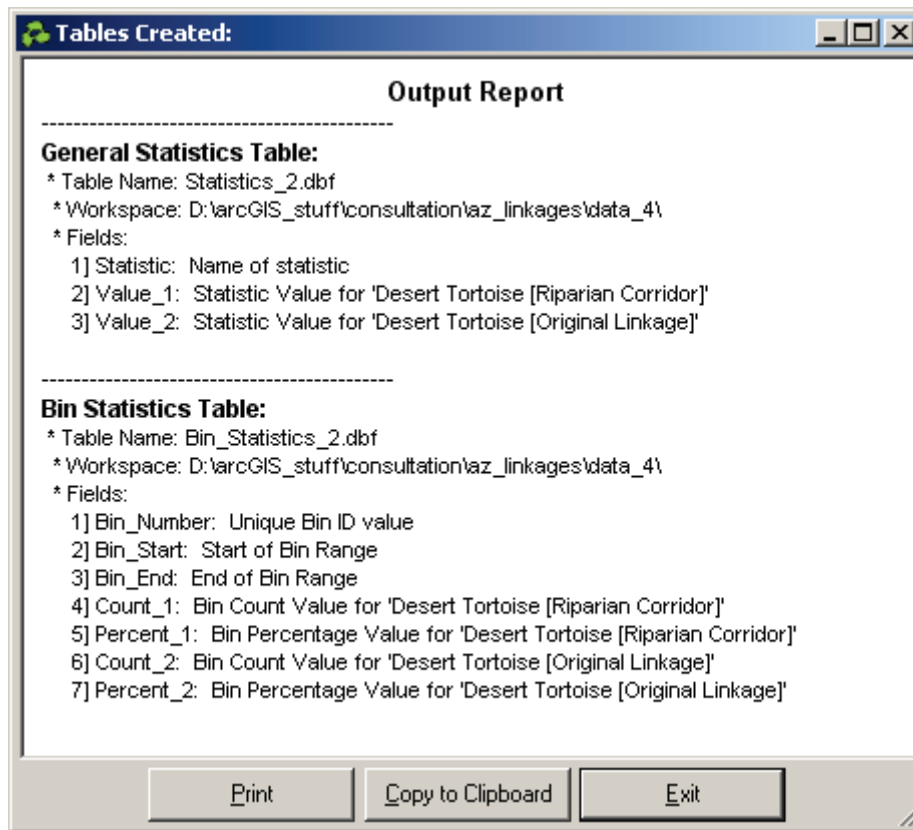 Tables Created:
Output Report
--------------------------------------------
General Statistics Table:
* Table Name: Statistics_2.dbf
* Workspace: D:\arcGIS_stuff\consultation\az_linkages\data_4\
* Fields:
1] Statistic: Name of statistic
2] Value_1: Statistic Value for 'Desert Tortoise [Riparian Corridor]'
3] Value_2: Statistic Value for 'Desert Tortoise [Original Linkage]'
--------------------------------------------
Bin Statistics Table:
* Table Name: Bin_Statistics_2.dbf
* Workspace: D:\arcGIS_stuff\consultation\az_linkages\data_4\
* Fields:
1] Bin_Number: Unique Bin ID value
2] Bin_Start: Start of Bin Range
3] Bin_End: End of Bin Range
4] Count_1: Bin Count Value for 'Desert Tortoise [Riparian Corridor]'
5] Percent_1: Bin Percentage Value for 'Desert Tortoise [Riparian Corridor]'
6] Count_2: Bin Count Value for 'Desert Tortoise [Original Linkage]'
7] Percent_2: Bin Percentage Value for 'Desert Tortoise [Original Linkage]'
Print Copy to Clipboard Exit